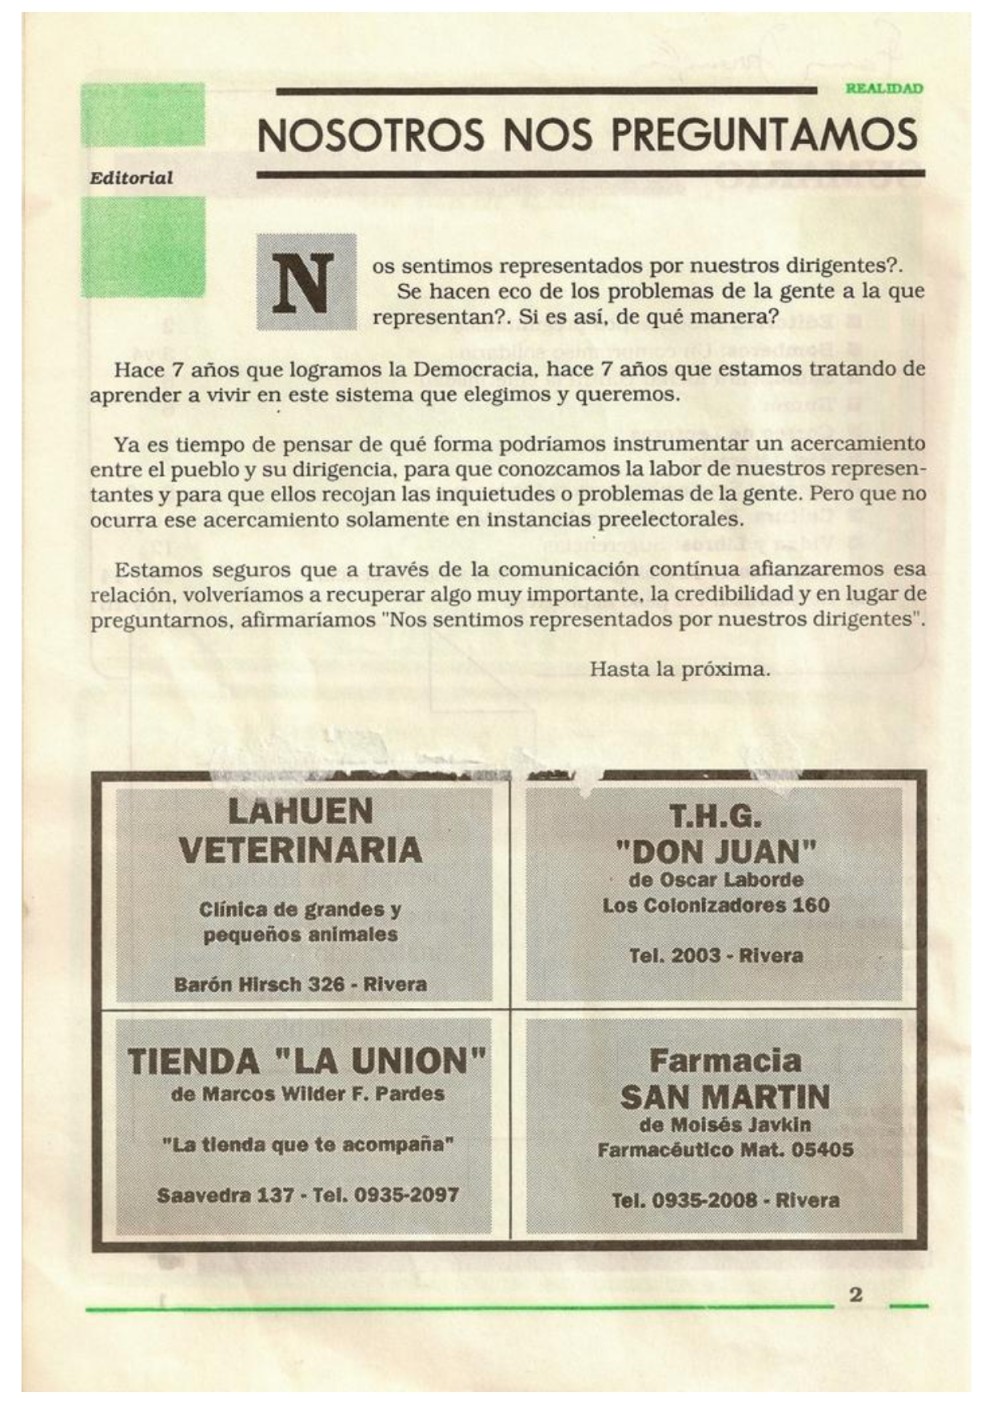 REALIDAD
NOSOTROS NOS PREGUNTAMOS
Editorial
Nos sentimos representados por nuestros dirigentes?.
Se hacen eco de los problemas de la gente a la que
representan?. Si es así, de qué manera?
Hace 7 años que logramos la Democracia, hace 7 años que estamos tratando de
aprender a vivir en este sistema que elegimos y queremos.
Ya es tiempo de pensar de qué forma podríamos instrumentar un acercamiento
entre el pueblo y su dirigencia, para que conozcamos la labor de nuestros represen-
tantes y para que ellos recojan las inquietudes o problemas de la gente. Pero que no
ocurra ese acercamiento solamente en instancias preelectorales.
Estamos seguros que a través de la comunicación contínua afianzaremos esa
relación, volveríamos a recuperar algo muy importante, la credibilidad y en lugar de
preguntarnos, afirmaríamos "Nos sentimos representados por nuestros dirigentes".
Hasta la próxima.
LAHUEN
VETERINARIA
Clínica de grandes y
pequeños animales
Barón Hirsch 326 - Rivera
T.H.G.
"DON JUAN"
de Oscar Laborde
Los Colonizadores 160
Tel. 2003 - Rivera
TIENDA "LA UNION"
de Marcos Wilder F. Pardes
"La tienda que te acompaña"
Saavedra 137 - Tel. 0935-2097
Farmacia
SAN MARTIN
de Moisés Javkin
Farmacéutico Mat. 05405
Tel. 0935-2008 - Rivera
2